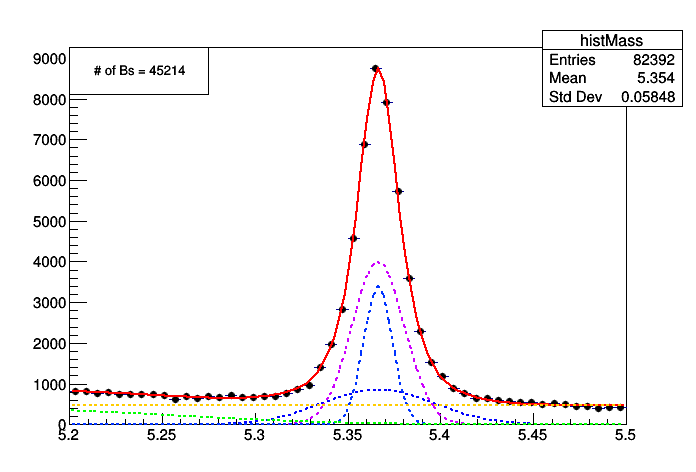 histMass
Entries 82392
Mean 5.354
Std Dev 0.05848
# of Bs = 45214
9000
8000
7000
6000
5000
4000
3000
2000
1000
0
5.2 5.25 5.3 5.35 5.4 5.45 5.5